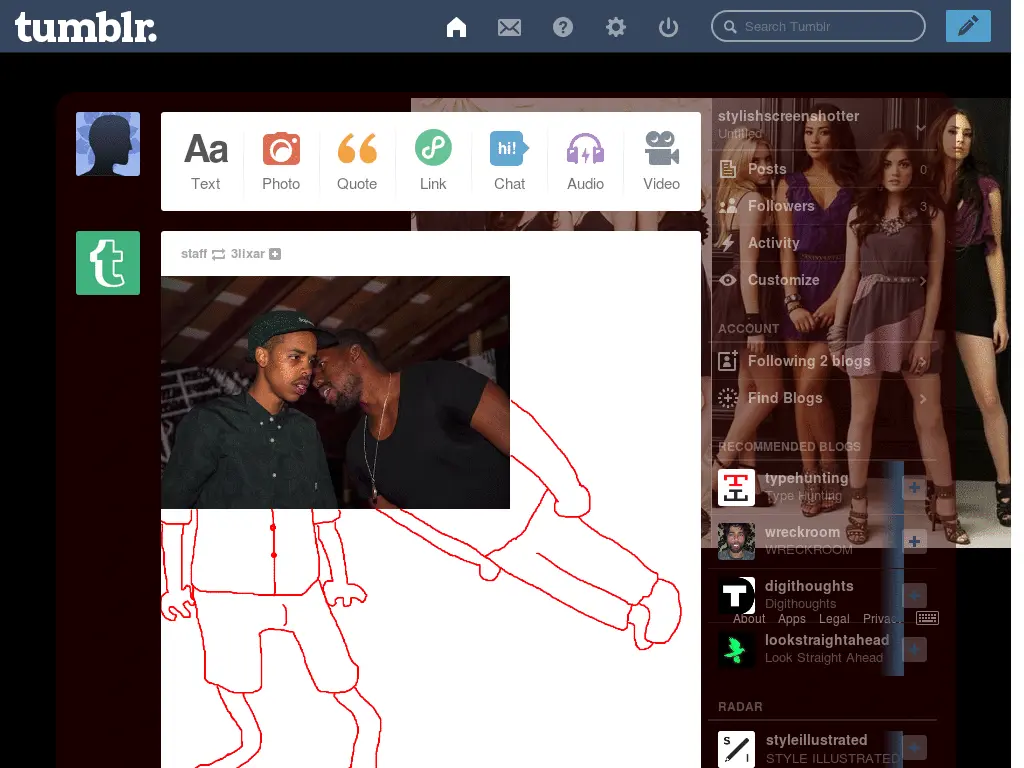 tumblr.
Search Tumblr
Aa
hi!
Text
Photo
Quote
Link
Chat
Audio
Video
staff 3lixar
stylishscreenshotter
Untitled
Posts 0
Followers 3
Activity
Customize
ACCOUNT
Following 2 blogs
Find Blogs
RECOMMENDED BLOGS
typehunting
Type Hunting
wreckroom
WRECKROOM
digithoughts
Digithoughts
About Apps Legal Privac
lookstraightahead
Look Straight Ahead
RADAR
S
I
styleillustrated
STYLE ILLUSTRATED